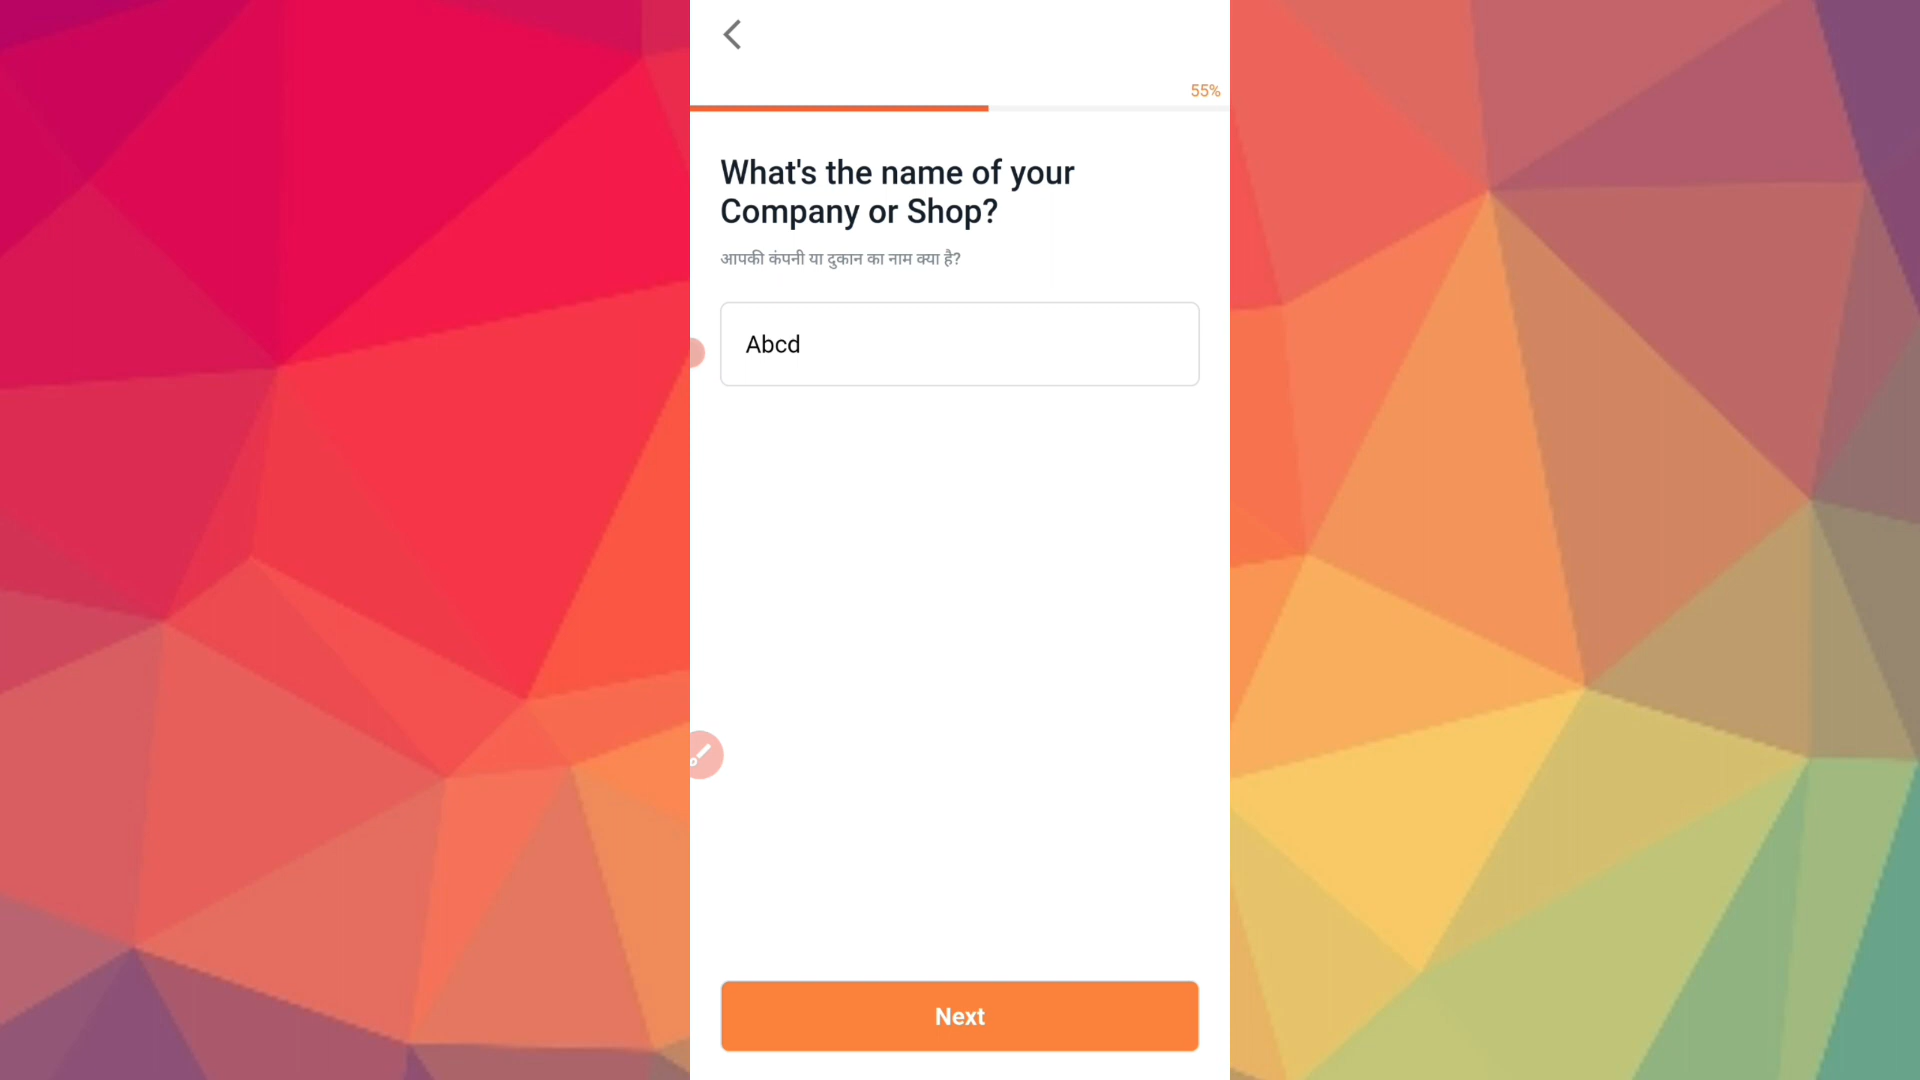 55%
What's the name of your
Company or Shop?
आपकी कंपनी या दुकान का नाम क्या है?
Abcd
Next